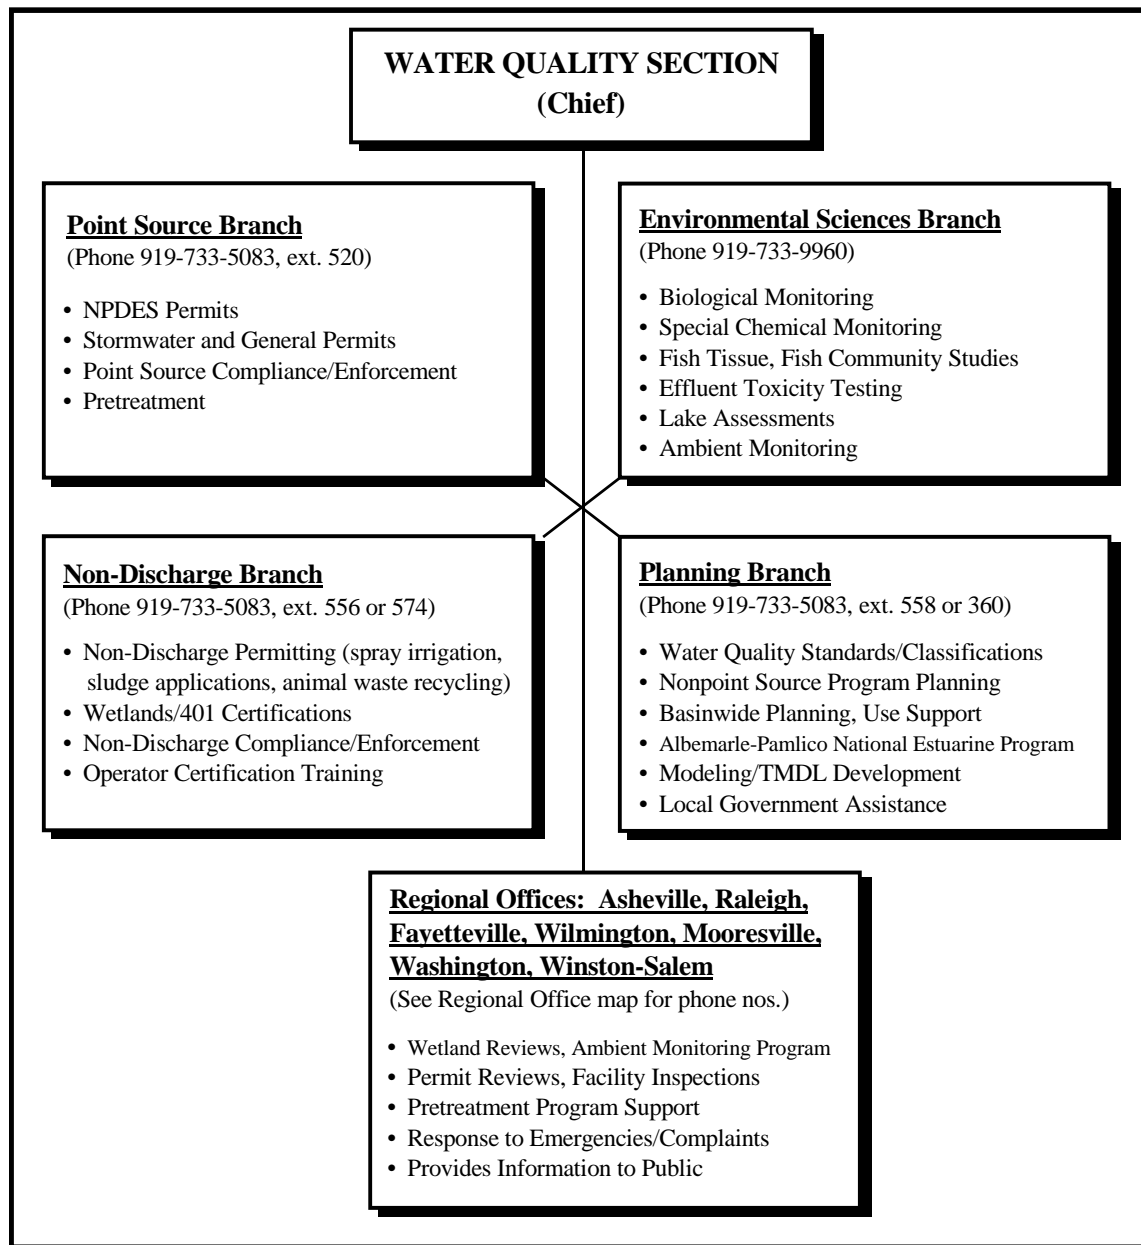 WATER QUALITY SECTION
(Chief)
Point Source Branch
(Phone 919-733-5083, ext. 520)
• NPDES Permits
• Stormwater and General Permits
• Point Source Compliance/Enforcement
• Pretreatment
Environmental Sciences Branch
(Phone 919-733-9960)
• Biological Monitoring
• Special Chemical Monitoring
• Fish Tissue, Fish Community Studies
• Effluent Toxicity Testing
• Lake Assessments
• Ambient Monitoring
Non-Discharge Branch
(Phone 919-733-5083, ext. 556 or 574)
• Non-Discharge Permitting (spray irrigation,
sludge applications, animal waste recycling)
• Wetlands/401 Certifications
• Non-Discharge Compliance/Enforcement
• Operator Certification Training
Planning Branch
(Phone 919-733-5083, ext. 558 or 360)
• Water Quality Standards/Classifications
• Nonpoint Source Program Planning
• Basinwide Planning, Use Support
• Albemarle-Pamlico National Estuarine Program
• Modeling/TMDL Development
• Local Government Assistance
Regional Offices:  Asheville, Raleigh,
Fayetteville, Wilmington, Mooresville,
Washington, Winston-Salem
(See Regional Office map for phone nos.)
• Wetland Reviews, Ambient Monitoring Program
• Permit Reviews, Facility Inspections
• Pretreatment Program Support
• Response to Emergencies/Complaints
• Provides Information to Public